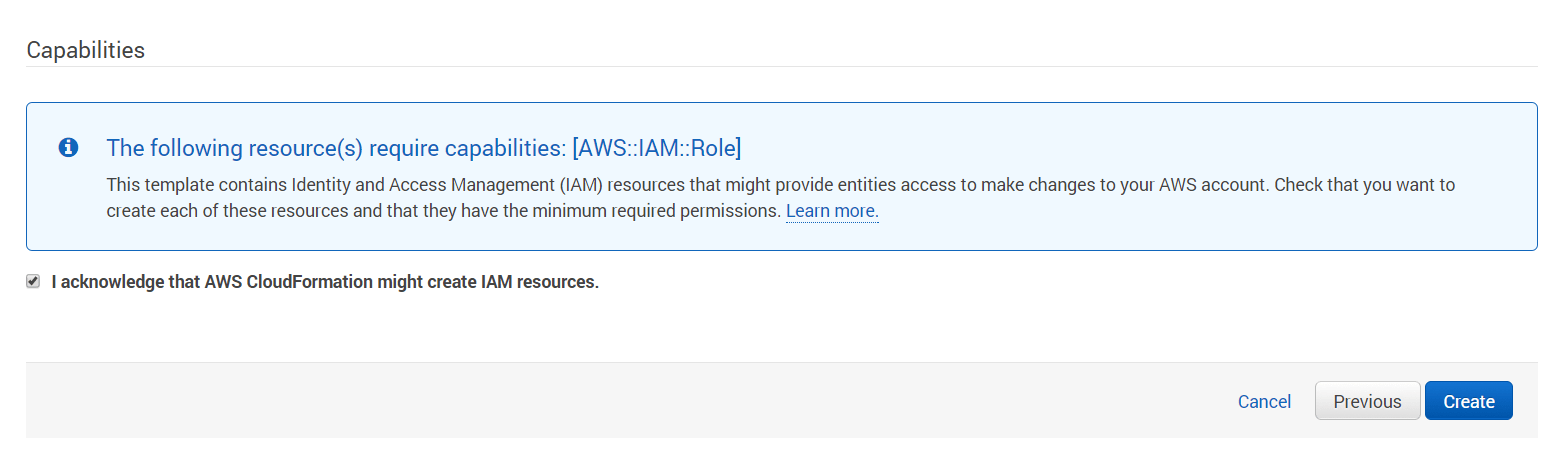 Capabilities
The following resource(s) require capabilities: [AWS::IAM::Role]
This template contains Identity and Access Management (IAM) resources that might provide entities access to make changes to your AWS account. Check that you want to
create each of these resources and that they have the minimum required permissions. Learn more.
I acknowledge that AWS CloudFormation might create IAM resources.
Cancel Previous Create